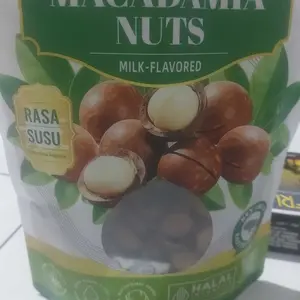 MACADAMIA
NUTS
MILK-FLAVORED
RASA
SUSU
HALAL